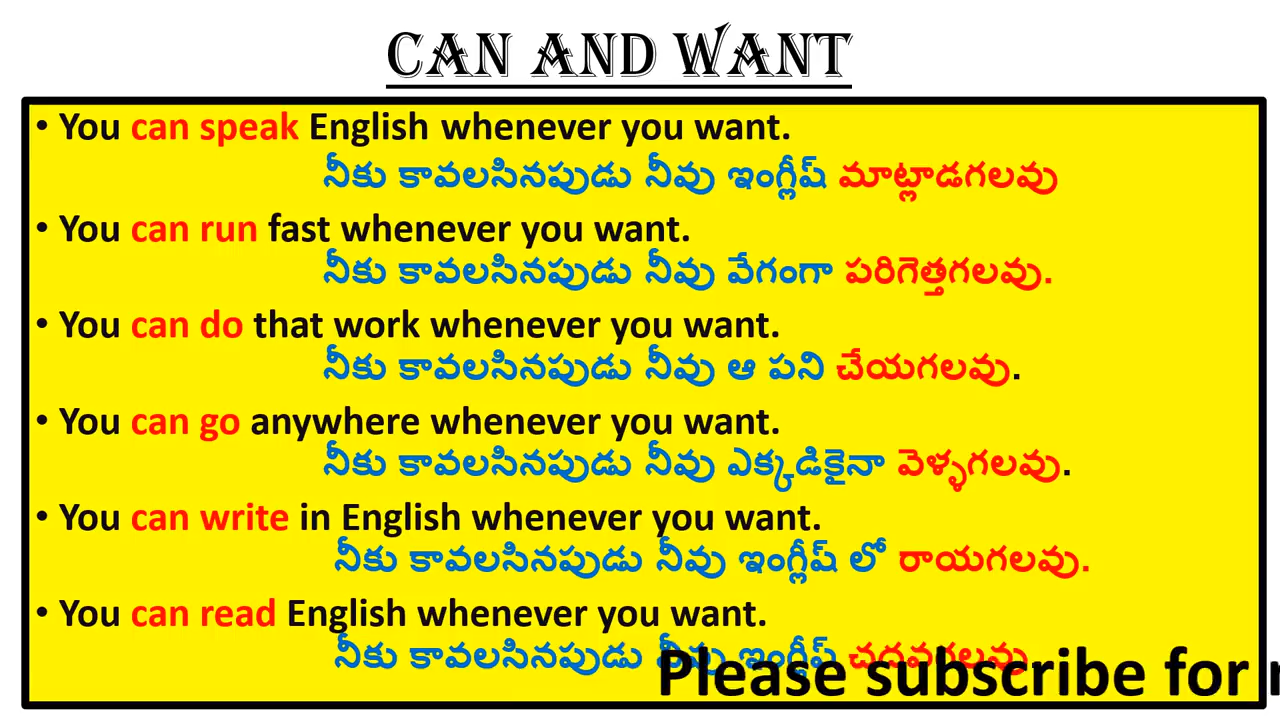 CAN AND WANT
• You can speak English whenever you want.
నీకు కావలసినపుడు నీవు ఇంగ్లీష్ మాట్లాడగలవు
• You can run fast whenever you want.
నీకు కావలసినపుడు నీవు వేగంగా పరిగెత్తగలవు.
• You can do that work whenever you want.
నీకు కావలసినపుడు నీవు ఆ పని చేయగలవు.
• You can go anywhere whenever you want.
నీకు కావలసినపుడు నీవు ఎక్కడికైనా వెళ్ళగలవు.
• You can write in English whenever you want.
నీకు కావలసినపుడు నీవు ఇంగ్లీష్ లో రాయగలవు.
• You can read English whenever you want.
నీకు కావలసినపుడు నీవు ఇంగ్లీష్ చదవగలవు.
Please subscribe for